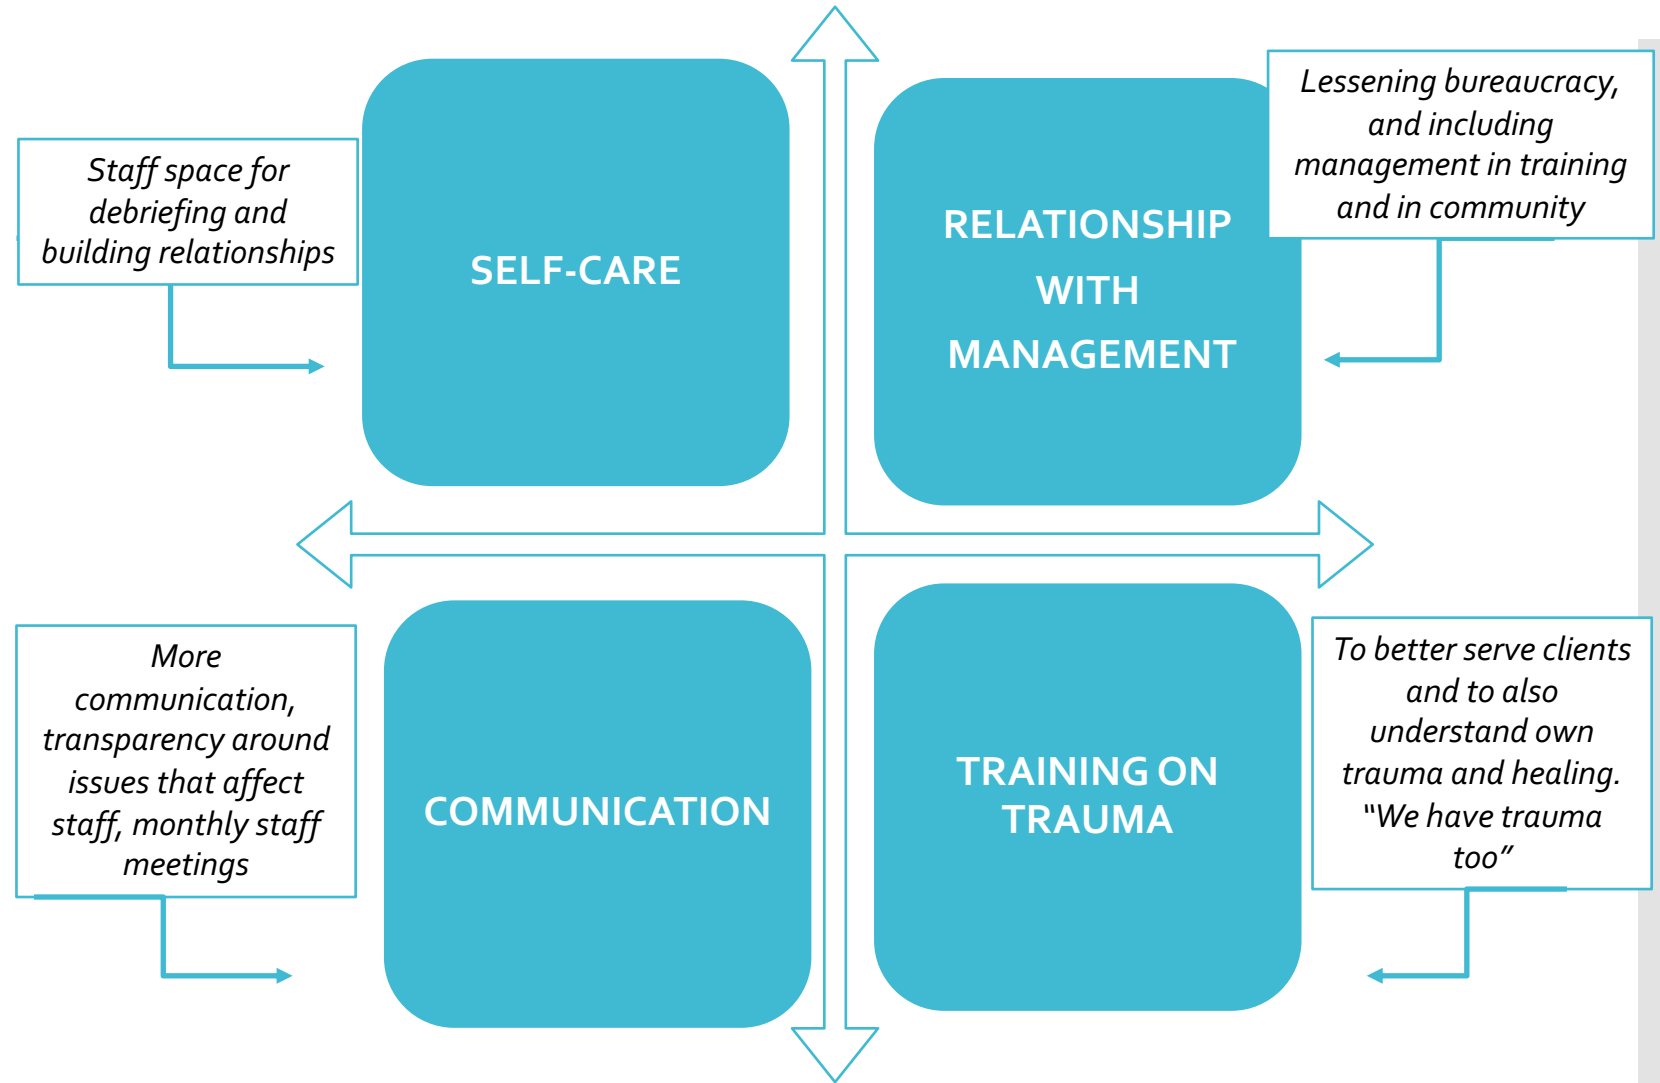 Staff space for
debriefing and
building relationships
SELF-CARE
RELATIONSHIP
WITH
MANAGEMENT
Lessening bureaucracy,
and including
management in training
and in community
More
communication,
transparency around
issues that affect
staff, monthly staff
meetings
COMMUNICATION
TRAINING ON
TRAUMA
To better serve clients
and to also
understand own
trauma and healing.
“We have trauma
too”